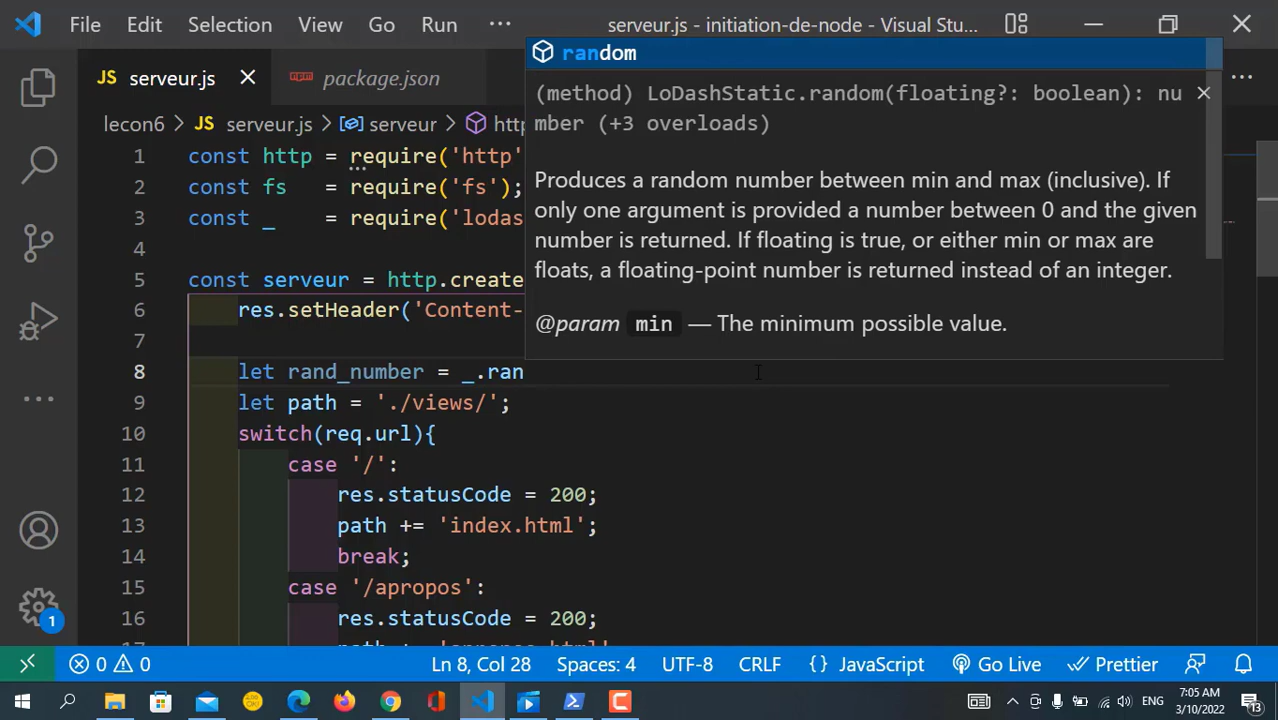 File Edit Selection View Go Run ··· serveur.js - initiation-de-node - Visual Stu...
JS serveur.js package.json
lecon6 > JS serveur.js > serveur > http
random
(method) LoDashStatic.random(floating?: boolean): nu
mber (+3 overloads)
Produces a random number between min and max (inclusive). If
only one argument is provided a number between 0 and the given
number is returned. If floating is true, or either min or max are
floats, a floating-point number is returned instead of an integer.
@param min — The minimum possible value.
1 const http = require('http'
2 const fs = require('fs');
3 const _ = require('lodas
4
5 const serveur = http.create
6 res.setHeader('Content-
7
8 let rand_number = _.ran
9 let path = './views/';
10 switch(req.url){
11 case '/':
12 res.statusCode = 200;
13 path += 'index.html';
14 break;
15 case '/apropos':
16 res.statusCode = 200;
1
0 0 Ln 8, Col 28 Spaces: 4 UTF-8 CRLF {} JavaScript Go Live Prettier
ENG 7:05 AM
3/10/2022 13